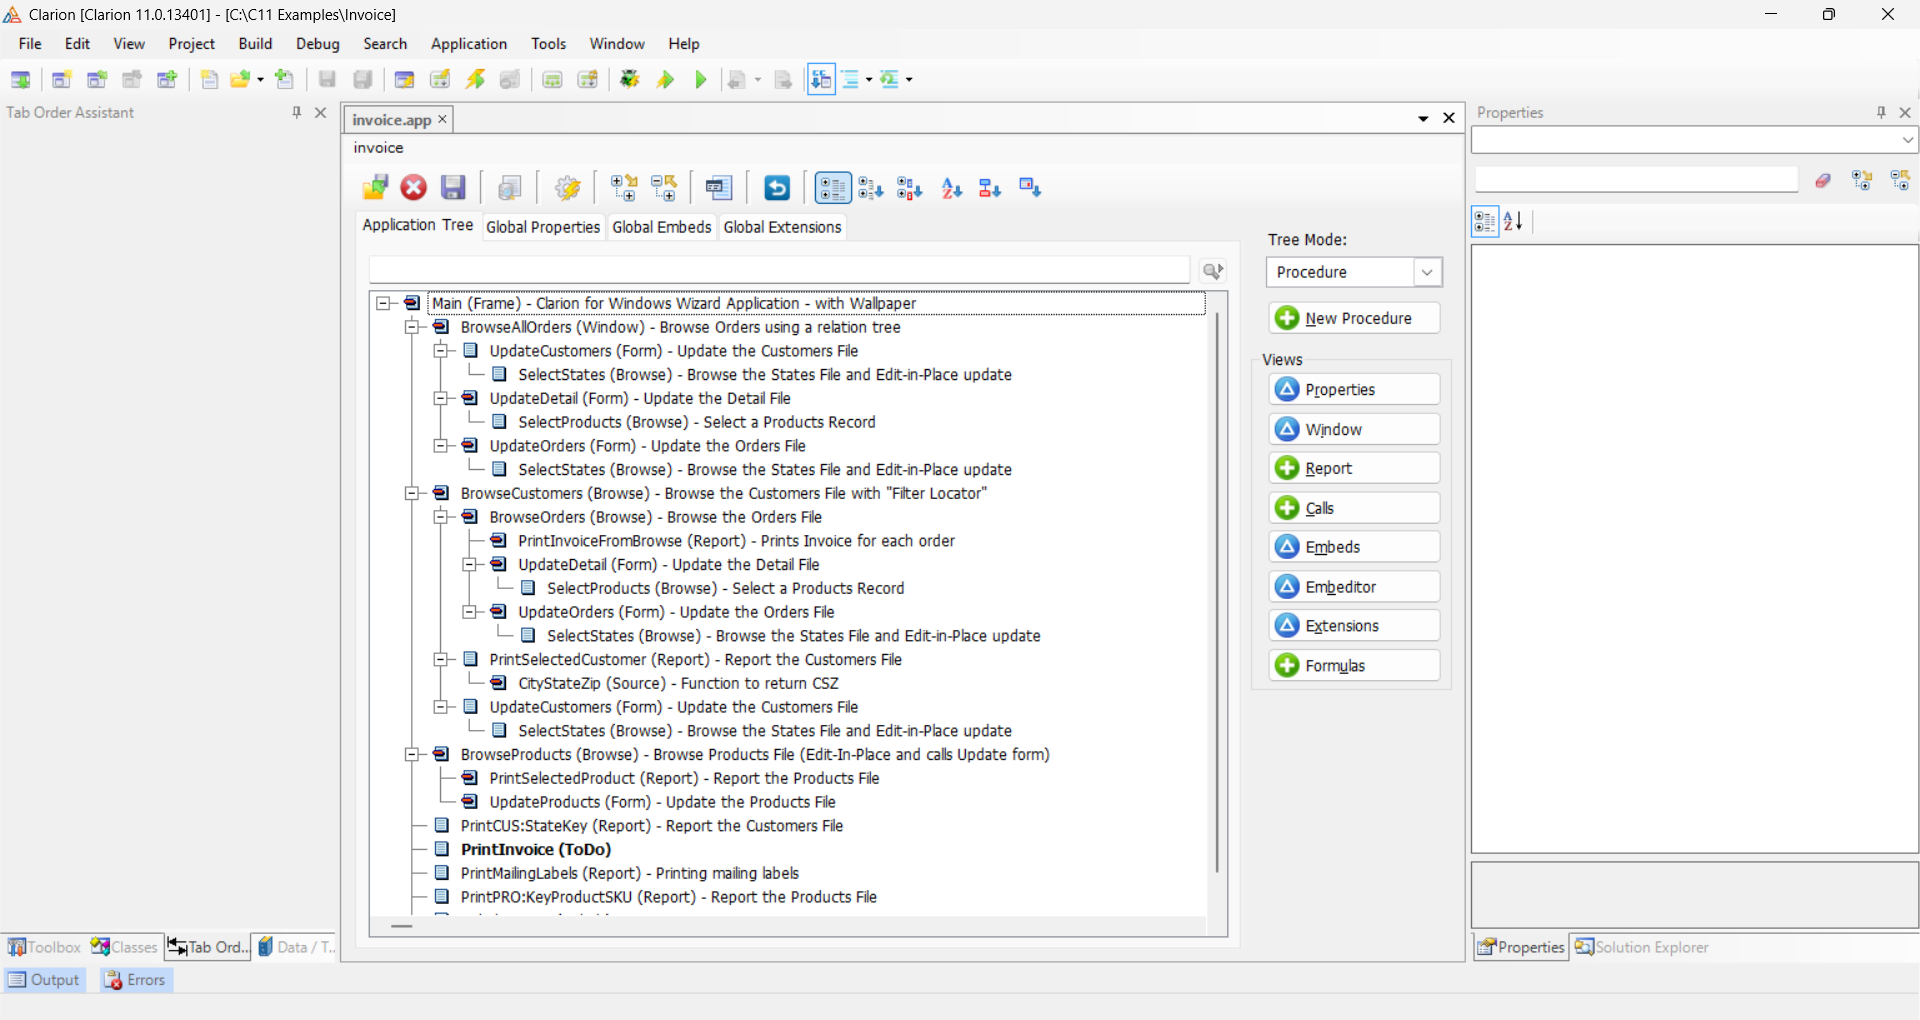 Clarion [Clarion 11.0.13401] - [C:\C11 Examples\Invoice]
File Edit View Project Build Debug Search Application Tools Window Help
Tab Order Assistant
invoice.app
invoice
Application Tree Global Properties Global Embeds Global Extensions
Main (Frame) - Clarion for Windows Wizard Application - with Wallpaper
BrowseAllOrders (Window) - Browse Orders using a relation tree
UpdateCustomers (Form) - Update the Customers File
SelectStates (Browse) - Browse the States File and Edit-in-Place update
UpdateDetail (Form) - Update the Detail File
SelectProducts (Browse) - Select a Products Record
UpdateOrders (Form) - Update the Orders File
SelectStates (Browse) - Browse the States File and Edit-in-Place update
BrowseCustomers (Browse) - Browse the Customers File with "Filter Locator"
BrowseOrders (Browse) - Browse the Orders File
PrintInvoiceFromBrowse (Report) - Prints Invoice for each order
UpdateDetail (Form) - Update the Detail File
SelectProducts (Browse) - Select a Products Record
UpdateOrders (Form) - Update the Orders File
SelectStates (Browse) - Browse the States File and Edit-in-Place update
PrintSelectedCustomer (Report) - Report the Customers File
CityStateZip (Source) - Function to return CSZ
UpdateCustomers (Form) - Update the Customers File
SelectStates (Browse) - Browse the States File and Edit-in-Place update
BrowseProducts (Browse) - Browse Products File (Edit-In-Place and calls Update form)
PrintSelectedProduct (Report) - Report the Products File
UpdateProducts (Form) - Update the Products File
PrintCUS:StateKey (Report) - Report the Customers File
PrintInvoice (ToDo)
PrintMailingLabels (Report) - Printing mailing labels
PrintPRO:KeyProductSKU (Report) - Report the Products File
Tree Mode:
Procedure
New Procedure
Views
Properties
Window
Report
Calls
Embeds
Embeditor
Extensions
Formulas
Properties
Toolbox Classes Tab Ord... Data / T...
Properties Solution Explorer
Output Errors